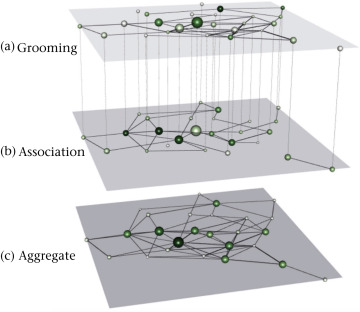 (a) Grooming
(b) Association
(c) Aggregate